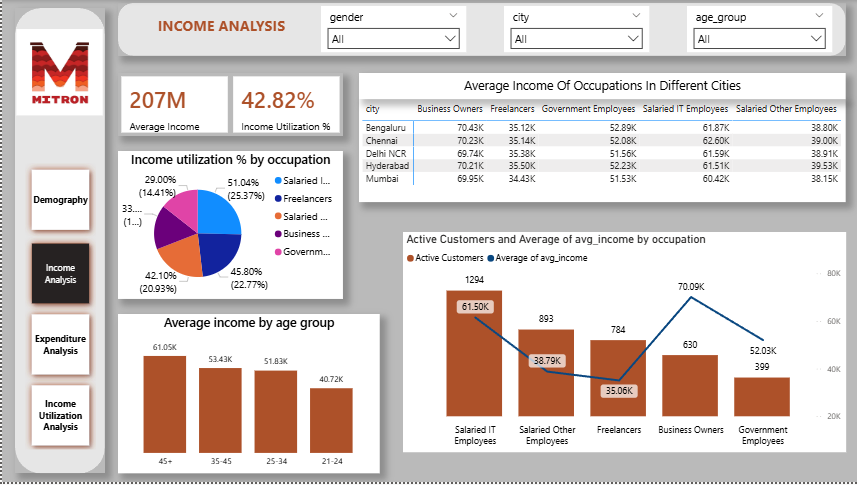 MITRON
Demography
Income
Analysis
Expenditure
Analysis
Income
Utilization
Analysis
INCOME ANALYSIS
gender
All
city
All
age_group
All
207M
Average Income
42.82%
Income Utilization %
Average Income Of Occupations In Different Cities
city Business Owners Freelancers Government Employees Salaried IT Employees Salaried Other Employees
Bengaluru 70.43K 35.12K 52.89K 61.87K 38.80K
Chennai 70.23K 35.14K 52.08K 62.60K 39.00K
Delhi NCR 69.74K 35.38K 51.56K 61.59K 38.91K
Hyderabad 70.21K 35.50K 52.23K 61.51K 39.53K
Mumbai 69.95K 34.43K 51.53K 60.42K 38.15K
Income utilization % by occupation
29.00%
(14.41%)
51.04%
(25.37%)
33....
(1...)
42.10%
(20.93%)
45.80%
(22.77%)
Salaried I...
Freelancers
Salaried ...
Business ...
Governm...
Average income by age group
61.05K
53.43K
51.83K
40.72K
45+ 35-45 25-34 21-24
Active Customers and Average of avg_income by occupation
Active Customers Average of avg_income
1294
61.50K
893
38.79K
784
35.06K
70.09K
630
52.03K
399
80K
60K
40K
20K
Salaried IT
Employees
Salaried Other
Employees
Freelancers
Business Owners
Government
Employees